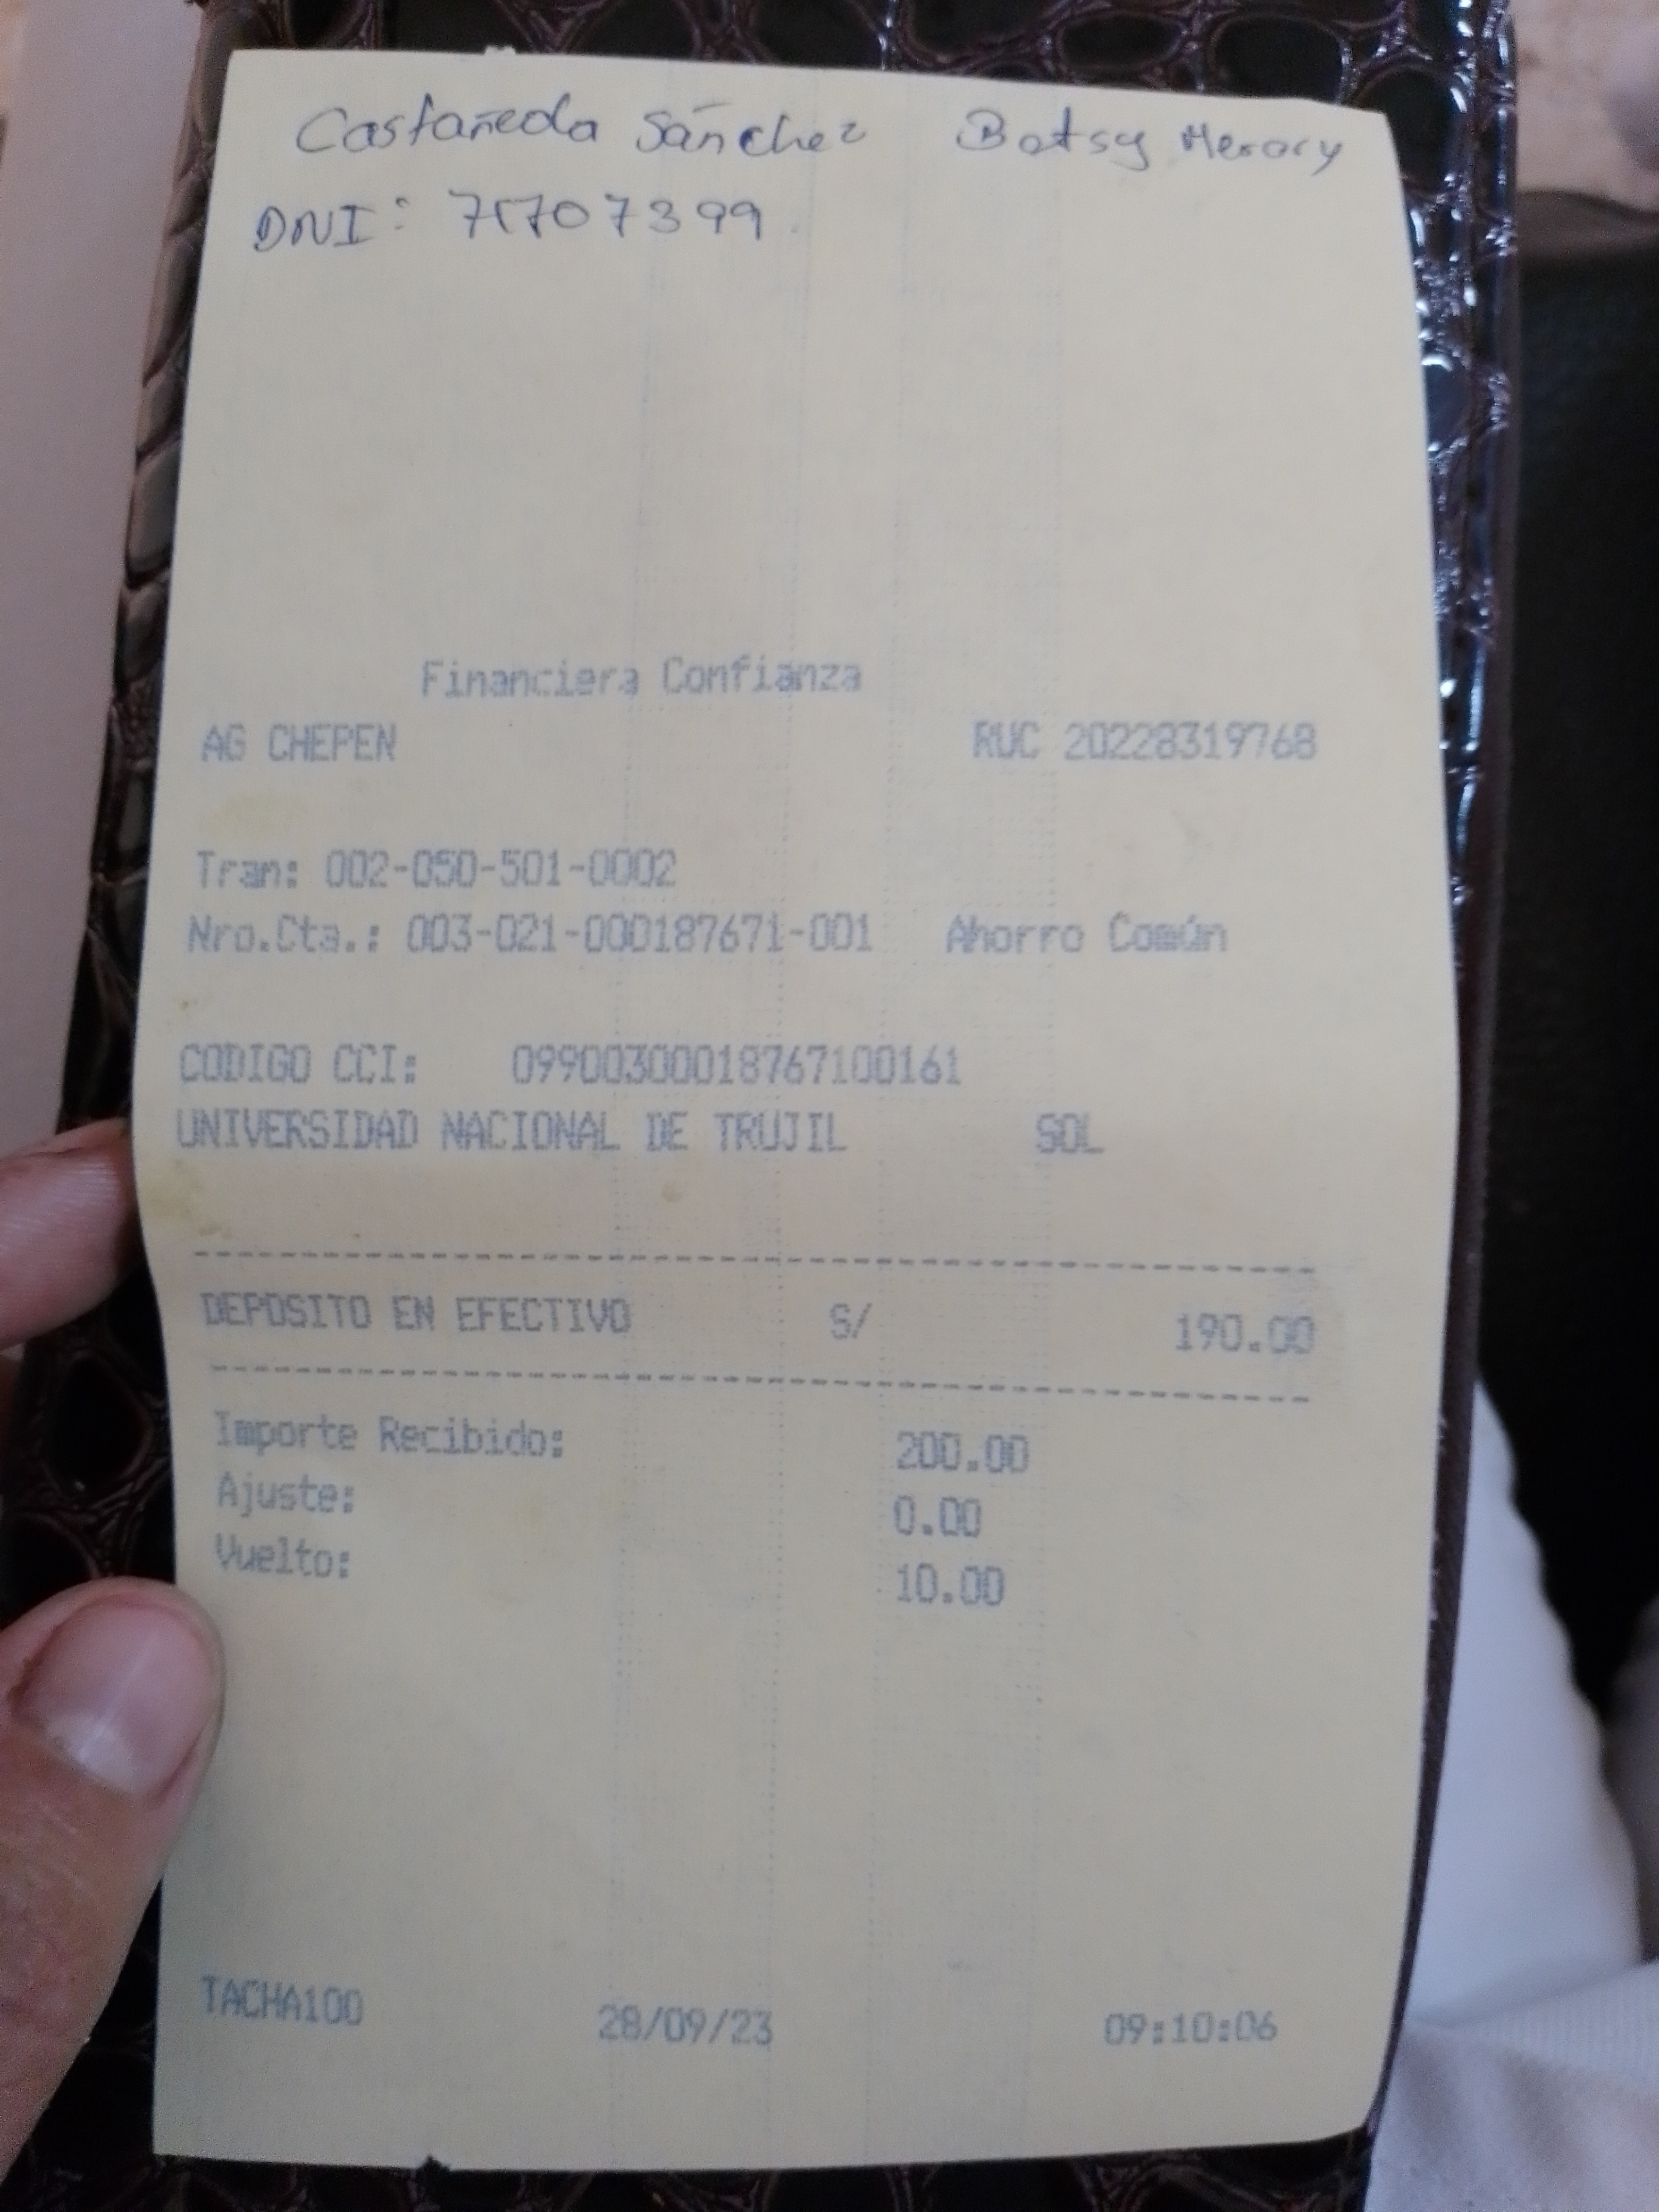 Castañeda Sánchez Betsy Merary
DNI: 71707399
Financiera Confianza
AG CHEPEN RUC 20228319768
Tran: 002-050-501-0002
Nro.Cta.: 003-021-000187671-001 Ahorro Común
CODIGO CCI: 09900300018767100161
UNIVERSIDAD NACIONAL DE TRUJIL SOL
DEPOSITO EN EFECTIVO S/ 190.00
Importe Recibido: 200.00
Ajuste: 0.00
Vuelto: 10.00
TACHA100 28/09/23 09:10:06